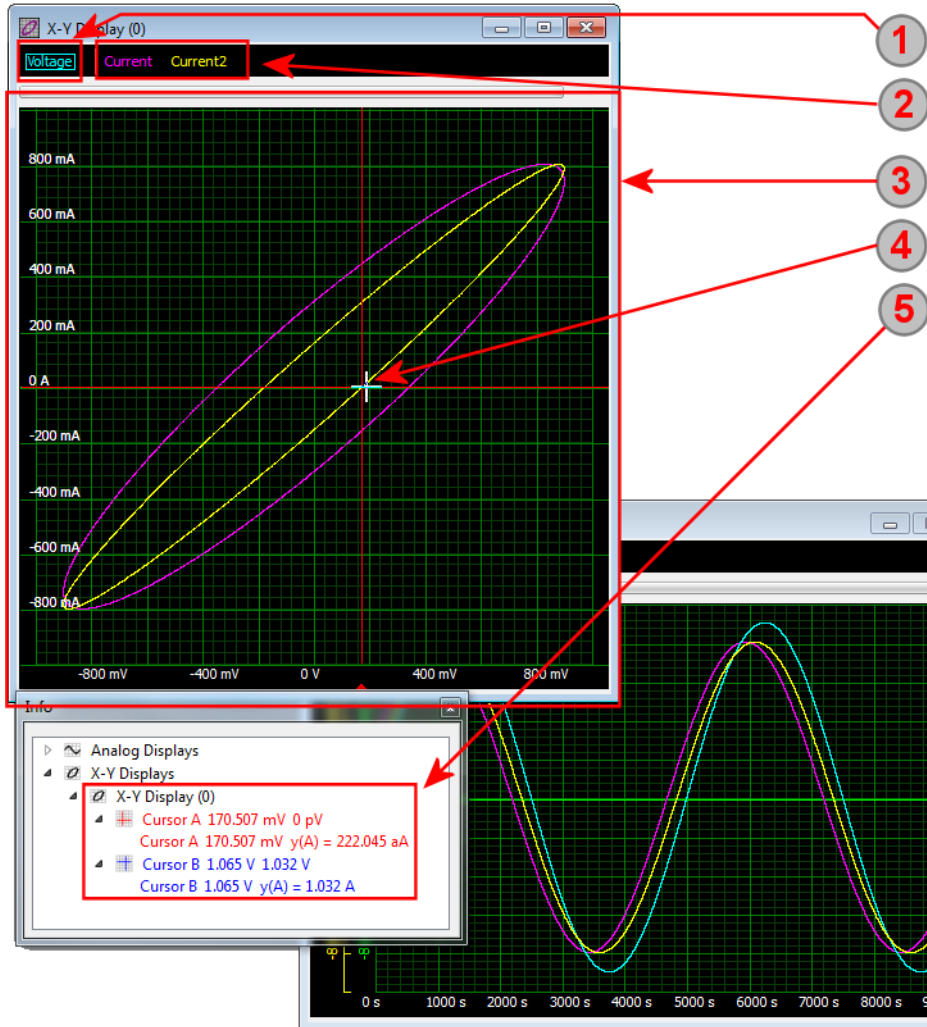 X-Y Display (0)
1
Voltage Current Current2
2
3
4
5
800 mA
600 mA
400 mA
200 mA
0 A
-200 mA
-400 mA
-600 mA
-800 mA
-800 mV -400 mV 0 V 400 mV 800 mV
Info
Analog Displays
X-Y Displays
X-Y Display (0)
Cursor A 170.507 mV 0 pV
Cursor A 170.507 mV y(A) = 222.045 aA
Cursor B 1.065 V 1.032 V
Cursor B 1.065 V y(A) = 1.032 A
0 s 1000 s 2000 s 3000 s 4000 s 5000 s 6000 s 7000 s 8000 s 9